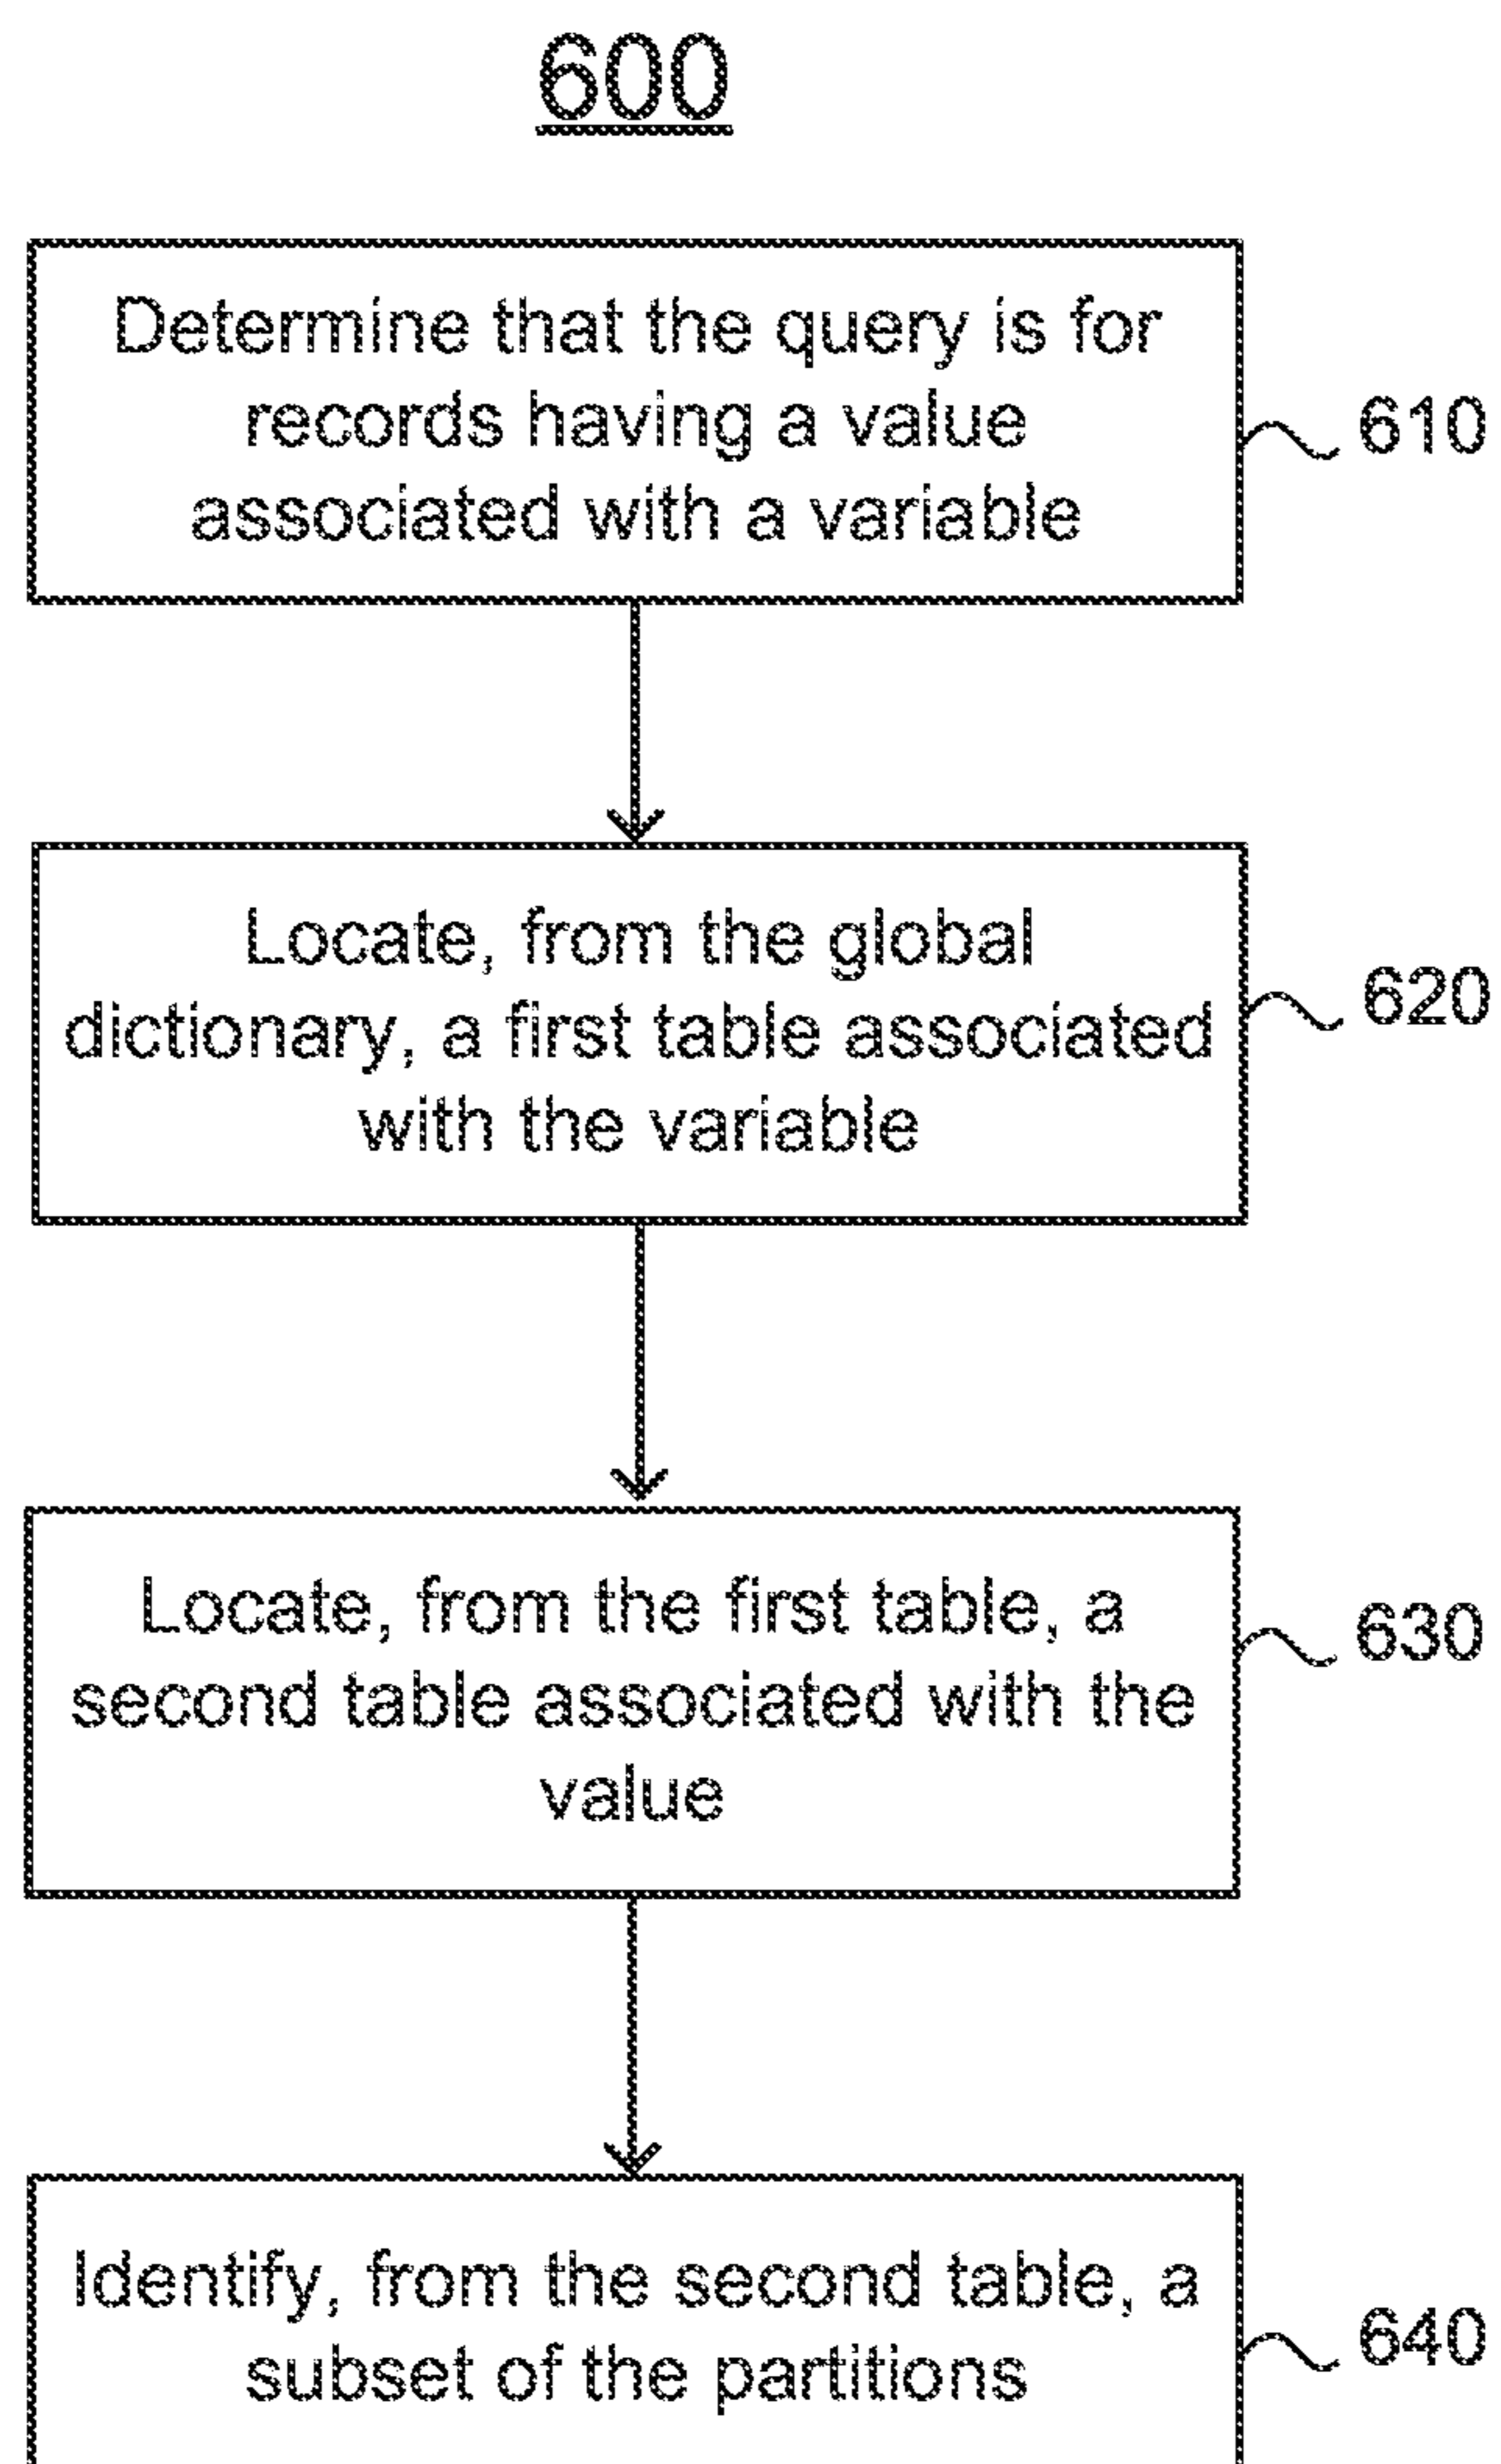 600
Determine that the query is for
records having a value
associated with a variable
610
Locate, from the global
dictionary, a first table associated
with the variable
620
Locate, from the first table, a
second table associated with the
value
630
Identify, from the second table, a
subset of the partitions
640